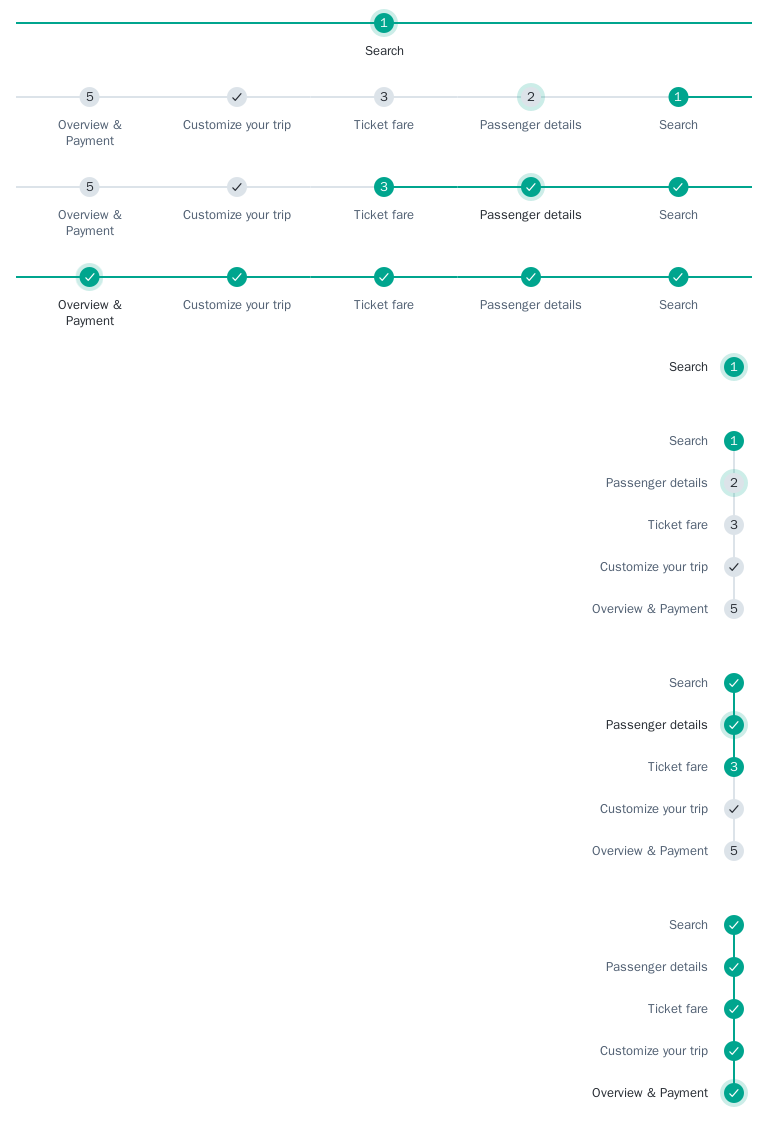 1
Search
5 3 2 1
Overview & Customize your trip Ticket fare Passenger details Search
Payment
5 3
Overview & Customize your trip Ticket fare Passenger details Search
Payment
Overview & Customize your trip Ticket fare Passenger details Search
Payment
Search 1
Search 1
Passenger details 2
Ticket fare 3
Customize your trip
Overview & Payment 5
Search
Passenger details
Ticket fare 3
Customize your trip
Overview & Payment 5
Search
Passenger details
Ticket fare
Customize your trip
Overview & Payment